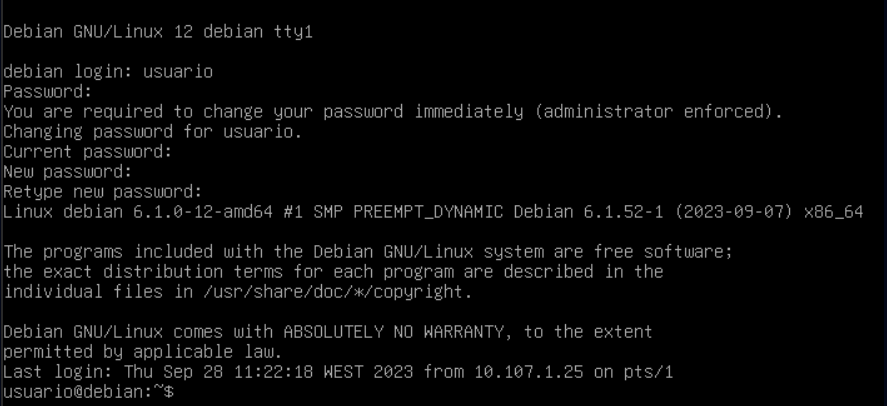 Debian GNU/Linux 12 debian tty1
debian login: usuario
Password:
You are required to change your password immediately (administrator enforced).
Changing password for usuario.
Current password:
New password:
Retype new password:
Linux debian 6.1.0-12-amd64 #1 SMP PREEMPT_DYNAMIC Debian 6.1.52-1 (2023-09-07) x86_64
The programs included with the Debian GNU/Linux system are free software;
the exact distribution terms for each program are described in the
individual files in /usr/share/doc/*/copyright.
Debian GNU/Linux comes with ABSOLUTELY NO WARRANTY, to the extent
permitted by applicable law.
Last login: Thu Sep 28 11:22:18 WEST 2023 from 10.107.1.25 on pts/1
usuario@debian:~$